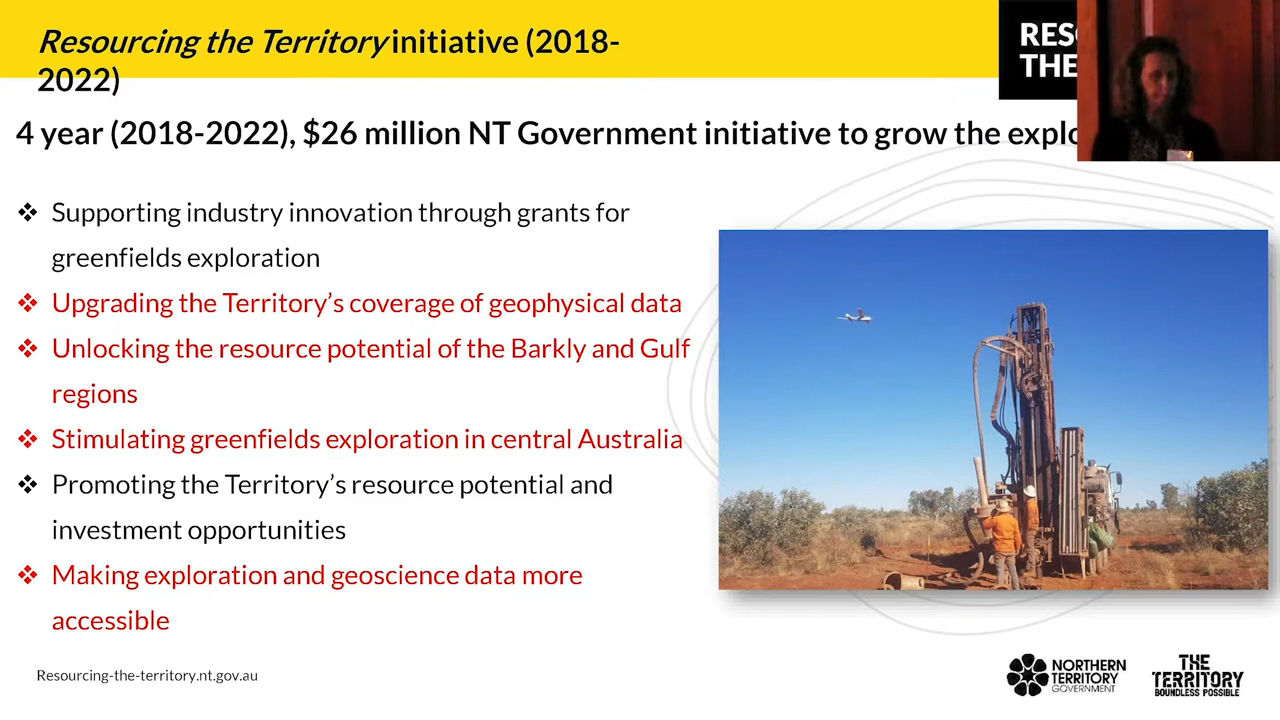 Resourcing the Territory initiative (2018-
2022)
RES
THE
4 year (2018-2022), $26 million NT Government initiative to grow the explo
❖ Supporting industry innovation through grants for
greenfields exploration
❖ Upgrading the Territory's coverage of geophysical data
❖ Unlocking the resource potential of the Barkly and Gulf
regions
❖ Stimulating greenfields exploration in central Australia
❖ Promoting the Territory's resource potential and
investment opportunities
❖ Making exploration and geoscience data more
accessible
Resourcing-the-territory.nt.gov.au
NORTHERN
TERRITORY
GOVERNMENT
THE
TERRITORY
BOUNDLESS POSSIBLE